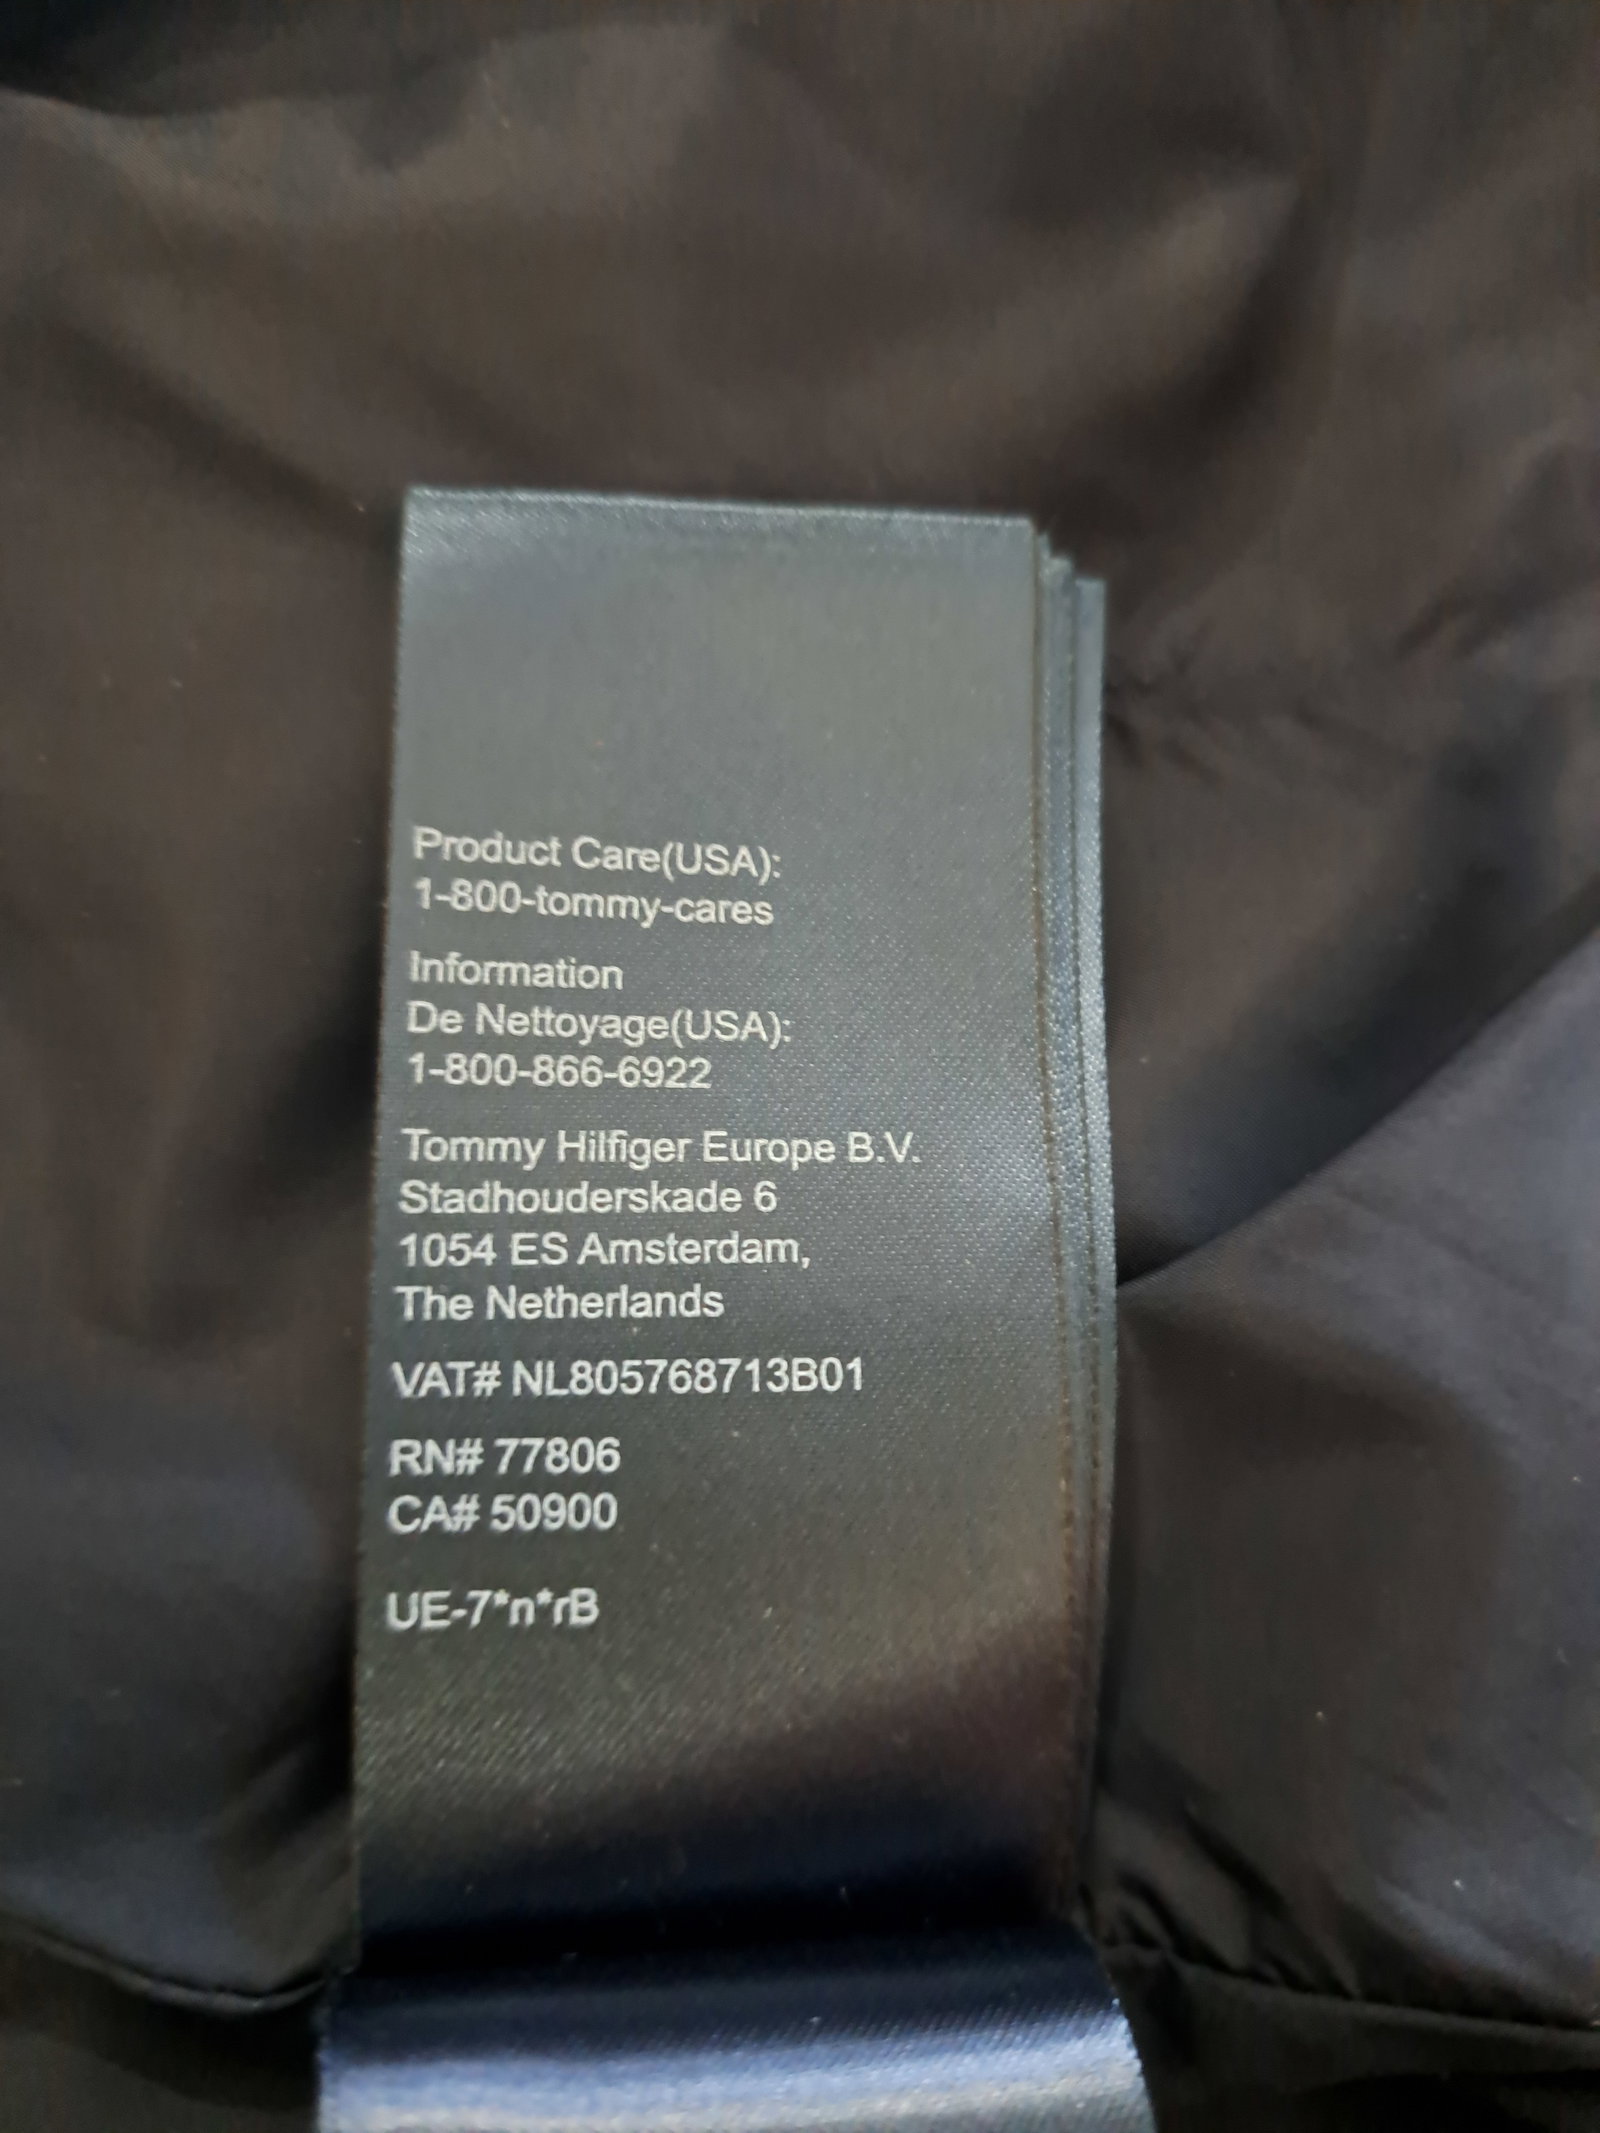 Product Care(USA):
1-800-tommy-cares
Information
De Nettoyage(USA):
1-800-866-6922
Tommy Hilfiger Europe B.V.
Stadhouderskade 6
1054 ES Amsterdam,
The Netherlands
VAT# NL805768713B01
RN# 77806
CA# 50900
UE-7*n*rB